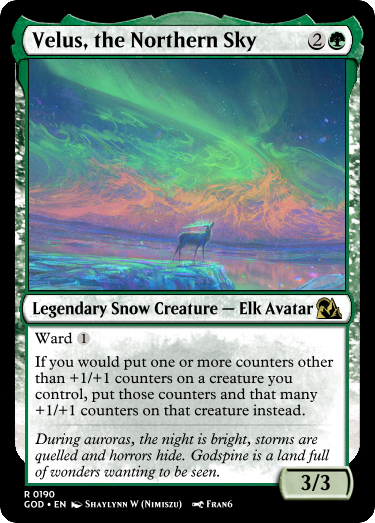 Velus, the Northern Sky 2
Legendary Snow Creature — Elk Avatar
Ward 1
If you would put one or more counters other
than +1/+1 counters on a creature you
control, put those counters and that many
+1/+1 counters on that creature instead.
During auroras, the night is bright, storms are
quelled and horrors hide. Godspine is a land full
of wonders wanting to be seen.
3/3
R 0190
GOD • EN Shaylynn W (Nimiszu) Fran6